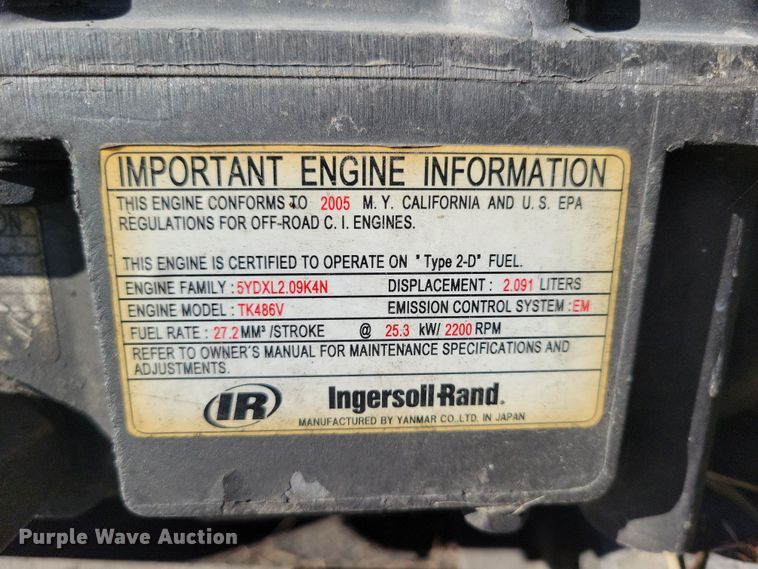 IMPORTANT ENGINE INFORMATION
THIS ENGINE CONFORMS TO 2005 M. Y. CALIFORNIA AND U. S. EPA
REGULATIONS FOR OFF-ROAD C. I. ENGINES.
THIS ENGINE IS CERTIFIED TO OPERATE ON "Type 2-D" FUEL.
ENGINE FAMILY : 5YDXL2.09K4N DISPLACEMENT : 2.091 LITERS
ENGINE MODEL : TK486V EMISSION CONTROL SYSTEM : EM
FUEL RATE : 27.2 MM³ /STROKE @ 25.3 kW/ 2200 RPM
REFER TO OWNER'S MANUAL FOR MAINTENANCE SPECIFICATIONS AND
ADJUSTMENTS.
IR Ingersoll-Rand®
MANUFACTURED BY YANMAR CO.,LTD. IN JAPAN
Purple Wave Auction